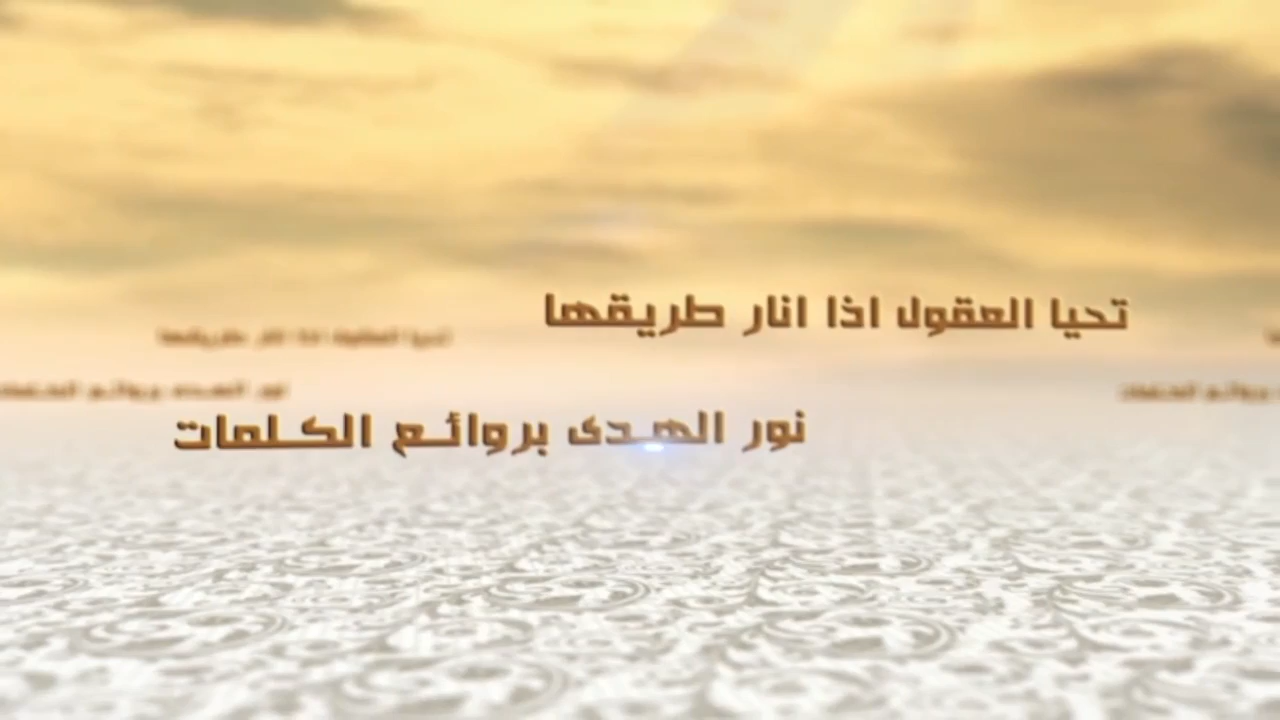 تحيا العقول اذا انار طريقها
نور الهدى بروائع الكلمات